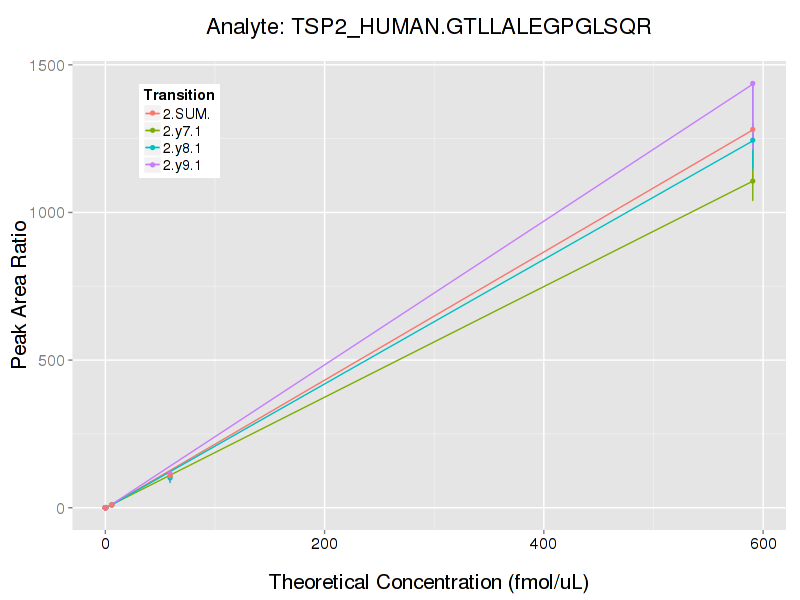 Analyte: TSP2_HUMAN.GTLLALEGPGLSQR
1500
1000
500
0
Peak Area Ratio
Transition
2.SUM.
2.y7.1
2.y8.1
2.y9.1
0 200 400 600
Theoretical Concentration (fmol/uL)